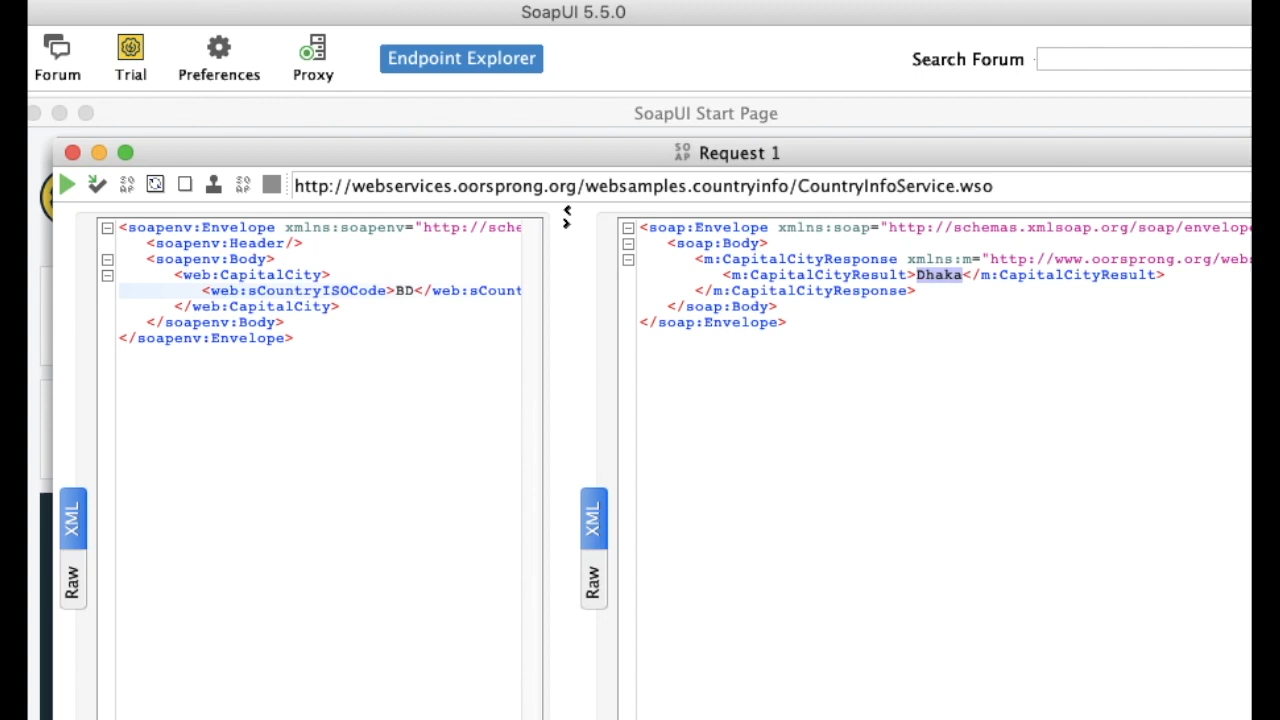 SoapUI 5.5.0
Forum
Trial
Preferences
Proxy
Endpoint Explorer
Search Forum
SoapUI Start Page
SO
AP
Request 1
http://webservices.oorsprong.org/websamples.countryinfo/CountryInfoService.wso
<soapenv:Envelope xmlns:soapenv="http://sche
<soapenv:Header/>
<soapenv:Body>
<web:CapitalCity>
<web:sCountryISOCode>BD</web:sCount
</web:CapitalCity>
</soapenv:Body>
</soapenv:Envelope>
XML
Raw
<soap:Envelope xmlns:soap="http://schemas.xmlsoap.org/soap/envelope
<soap:Body>
<m:CapitalCityResponse xmlns:m="http://www.oorsprong.org/webs
<m:CapitalCityResult>Dhaka</m:CapitalCityResult>
</m:CapitalCityResponse>
</soap:Body>
</soap:Envelope>
XML
Raw